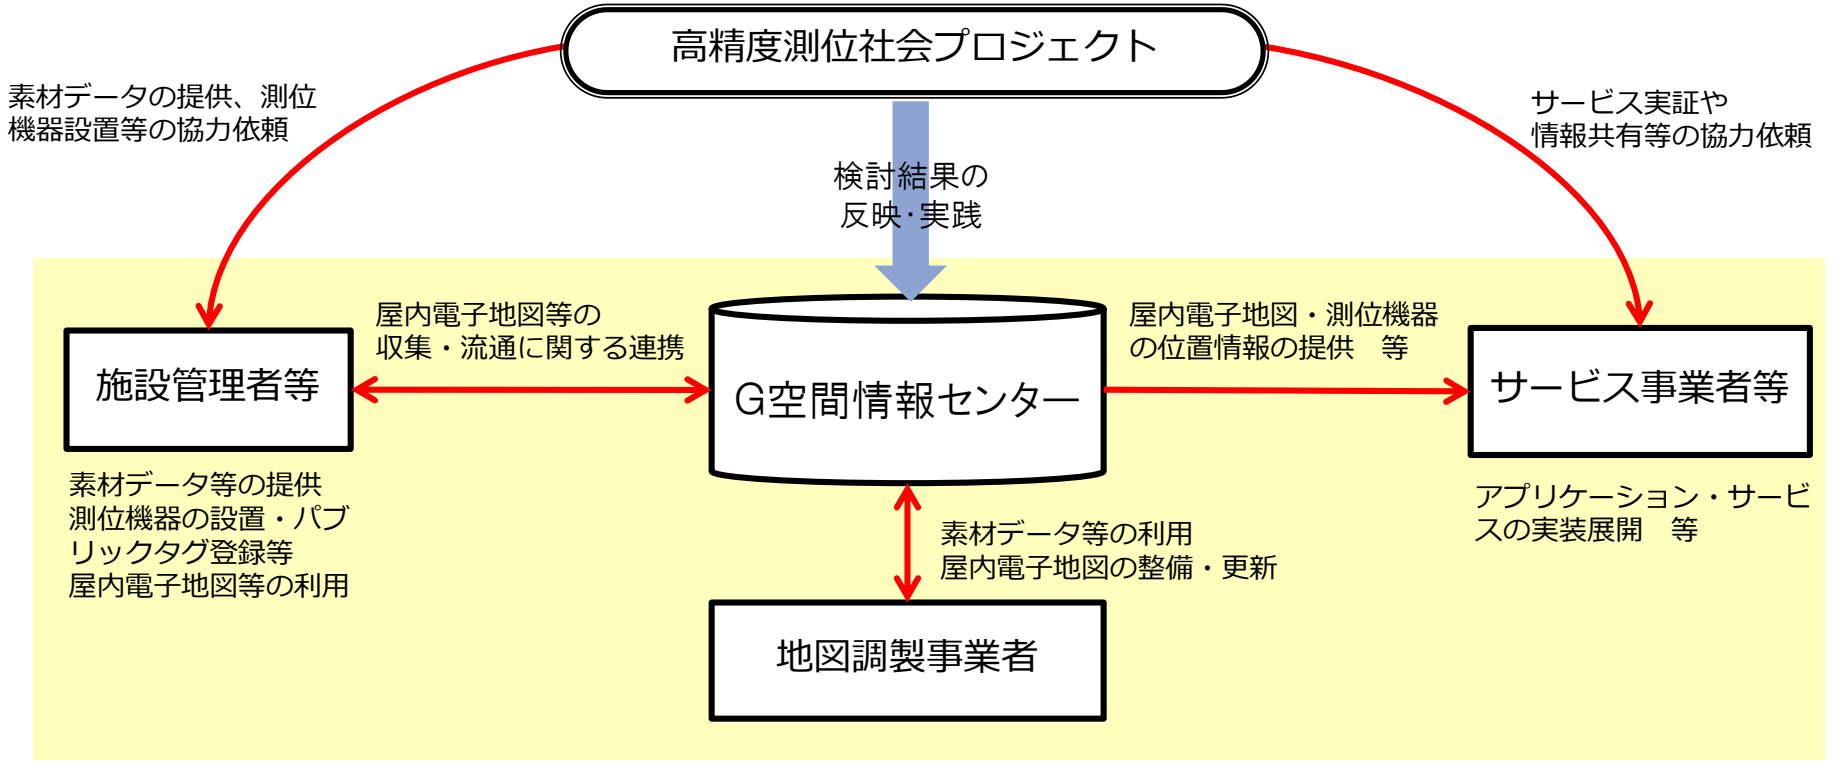 高精度測位社会プロジェクト
素材データの提供、測位
機器設置等の協力依頼
サービス実証や
情報共有等の協力依頼
検討結果の
反映・実践
屋内電子地図等の
収集・流通に関する連携
屋内電子地図・測位機器
の位置情報の提供　等
施設管理者等
G空間情報センター
サービス事業者等
素材データ等の提供
測位機器の設置・パブ
リックタグ登録等
屋内電子地図等の利用
アプリケーション・サービ
スの実装展開　等
素材データ等の利用
屋内電子地図の整備・更新
地図調製事業者